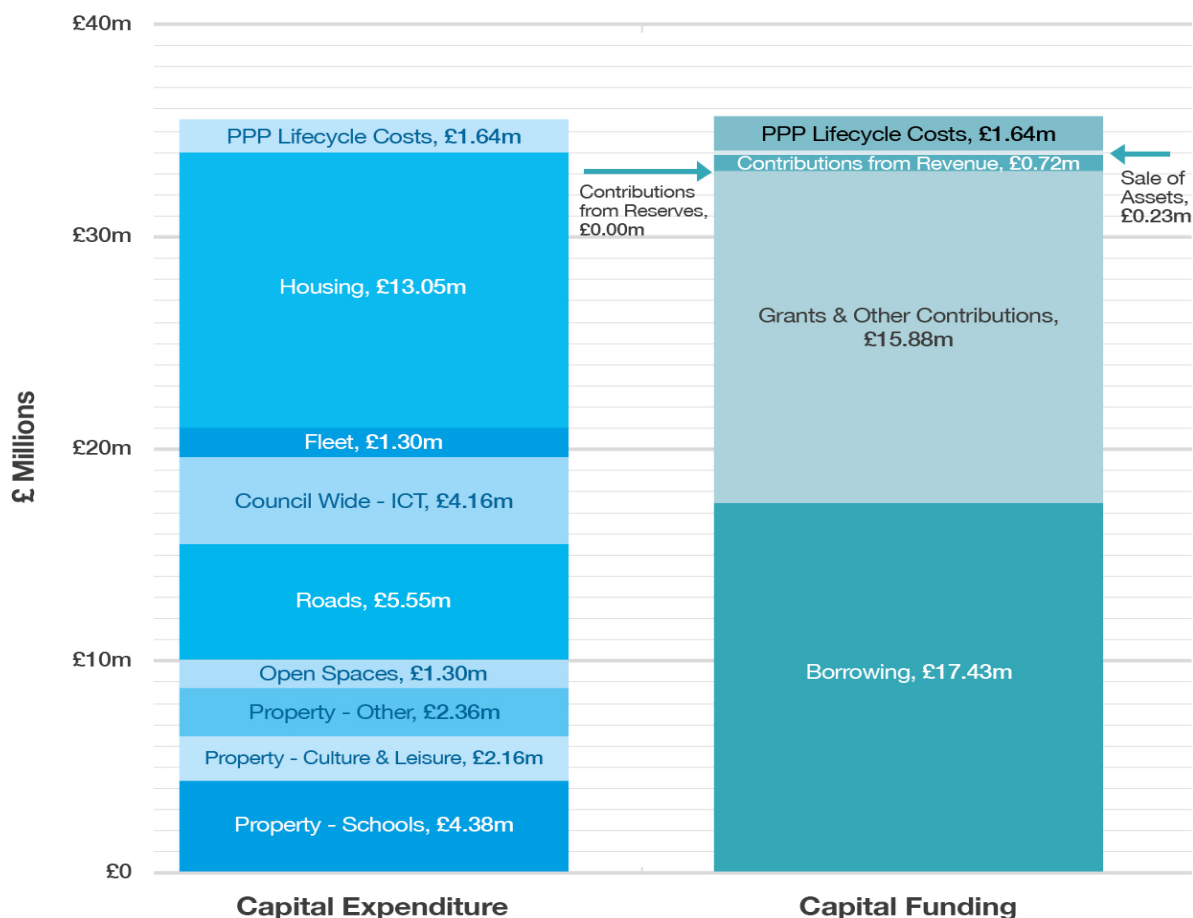 £40m
£30m
£20m
£10m
£0
£ Millions
PPP Lifecycle Costs, £1.64m
Housing, £13.05m
Fleet, £1.30m
Council Wide - ICT, £4.16m
Roads, £5.55m
Open Spaces, £1.30m
Property - Other, £2.36m
Property - Culture & Leisure, £2.16m
Property - Schools, £4.38m
Capital Expenditure
Contributions
from Reserves,
£0.00m
PPP Lifecycle Costs, £1.64m
Contributions from Revenue, £0.72m
Sale of
Assets,
£0.23m
Grants & Other Contributions,
£15.88m
Borrowing, £17.43m
Capital Funding